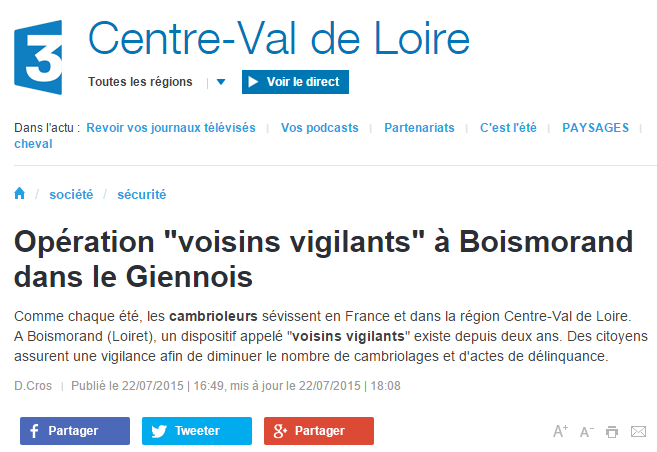 3
Centre-Val de Loire
Toutes les régions | Voir le direct
Dans l'actu : Revoir vos journaux télévisés | Vos podcasts | Partenariats | C'est l'été | PAYSAGES |
cheval
/ société / sécurité
Opération "voisins vigilants" à Boismorand
dans le Giennois
Comme chaque été, les cambrioleurs sévissent en France et dans la région Centre-Val de Loire.
A Boismorand (Loiret), un dispositif appelé "voisins vigilants" existe depuis deux ans. Des citoyens
assurent une vigilance afin de diminuer le nombre de cambriolages et d'actes de délinquance.
D.Cros | Publié le 22/07/2015 | 16:49, mis à jour le 22/07/2015 | 18:08
f Partager Tweeter g+ Partager A+ A-